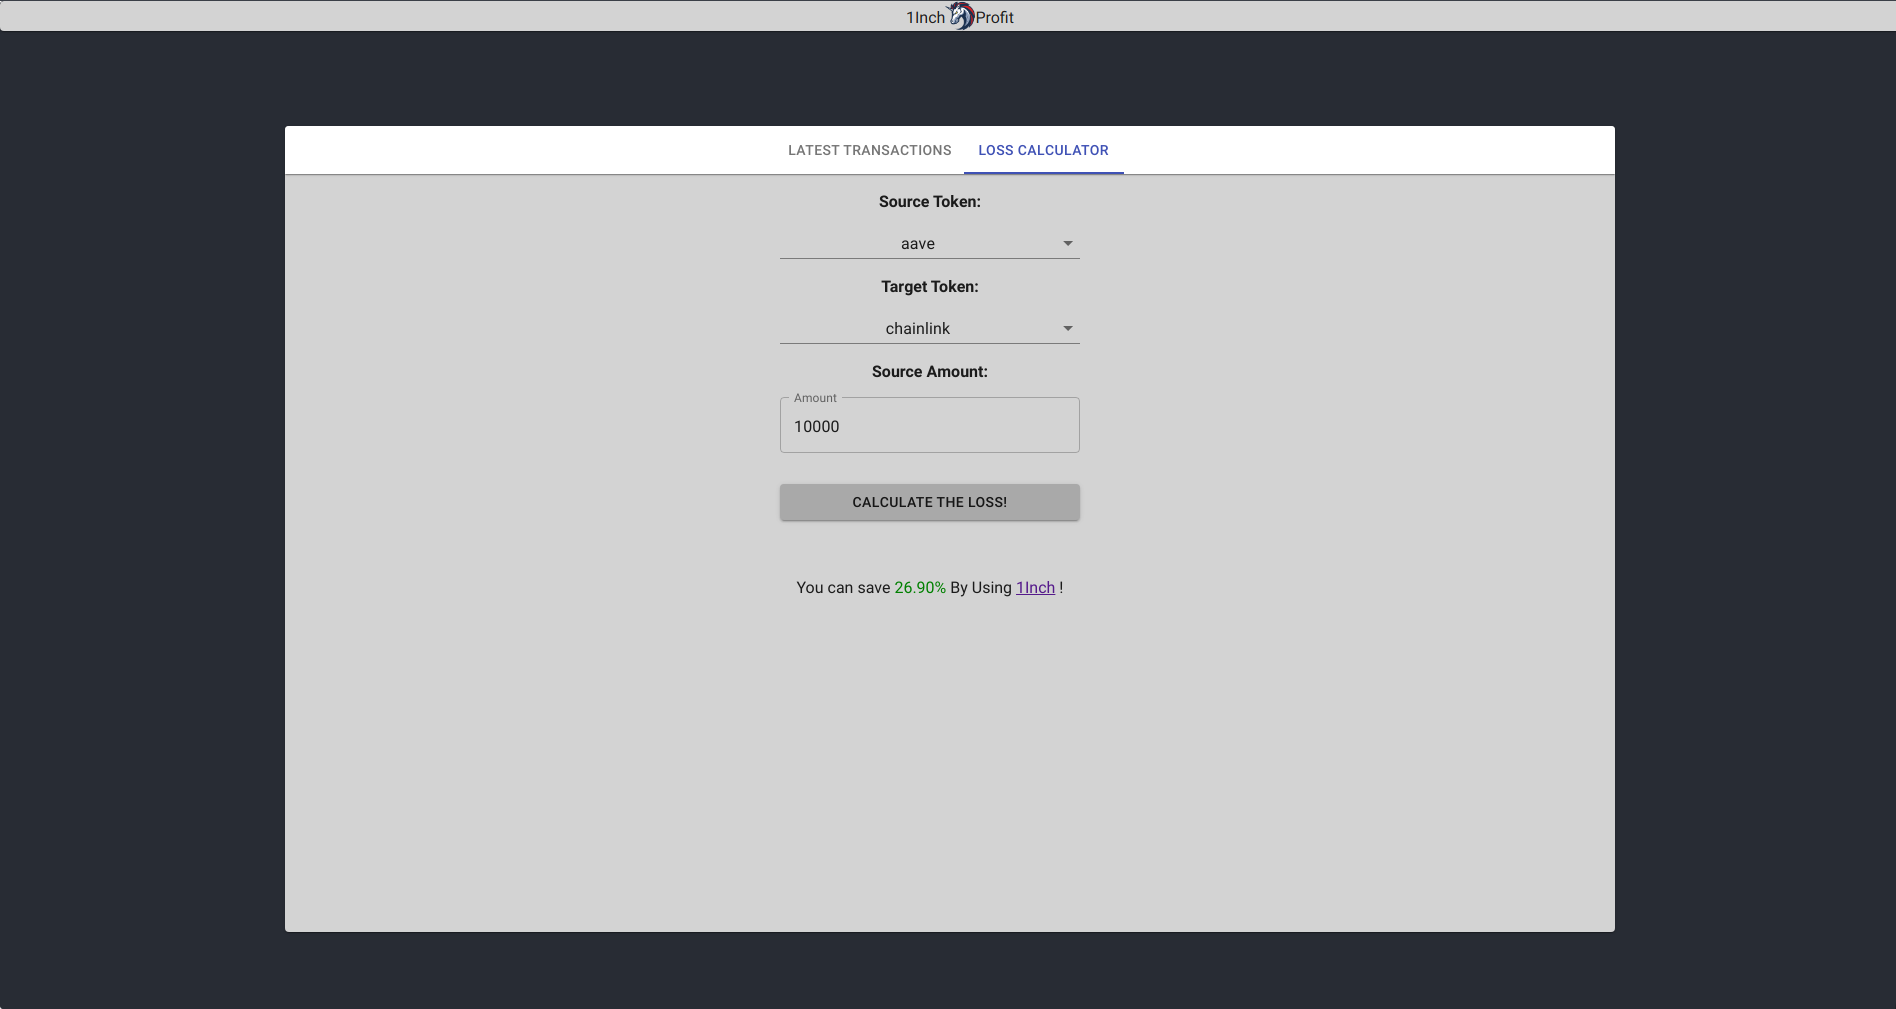 1Inch Profit
LATEST TRANSACTIONS LOSS CALCULATOR
Source Token:
aave
Target Token:
chainlink
Source Amount:
Amount
10000
CALCULATE THE LOSS!
You can save 26.90% By Using 1Inch !